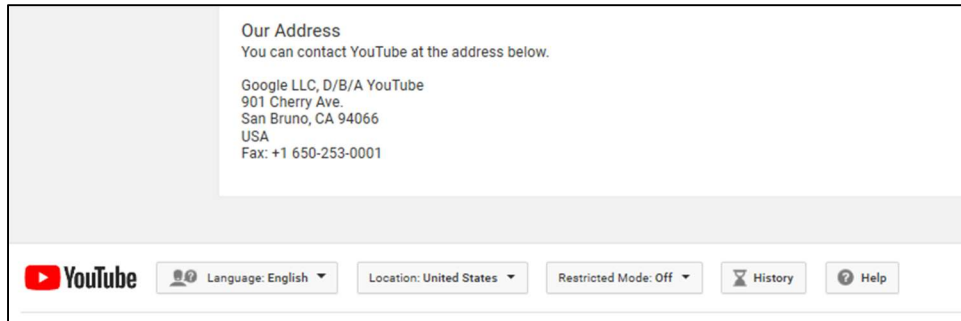 Our Address
You can contact YouTube at the address below.
Google LLC, D/B/A YouTube
901 Cherry Ave.
San Bruno, CA 94066
USA
Fax: +1 650-253-0001
YouTube Language: English Location: United States Restricted Mode: Off History Help